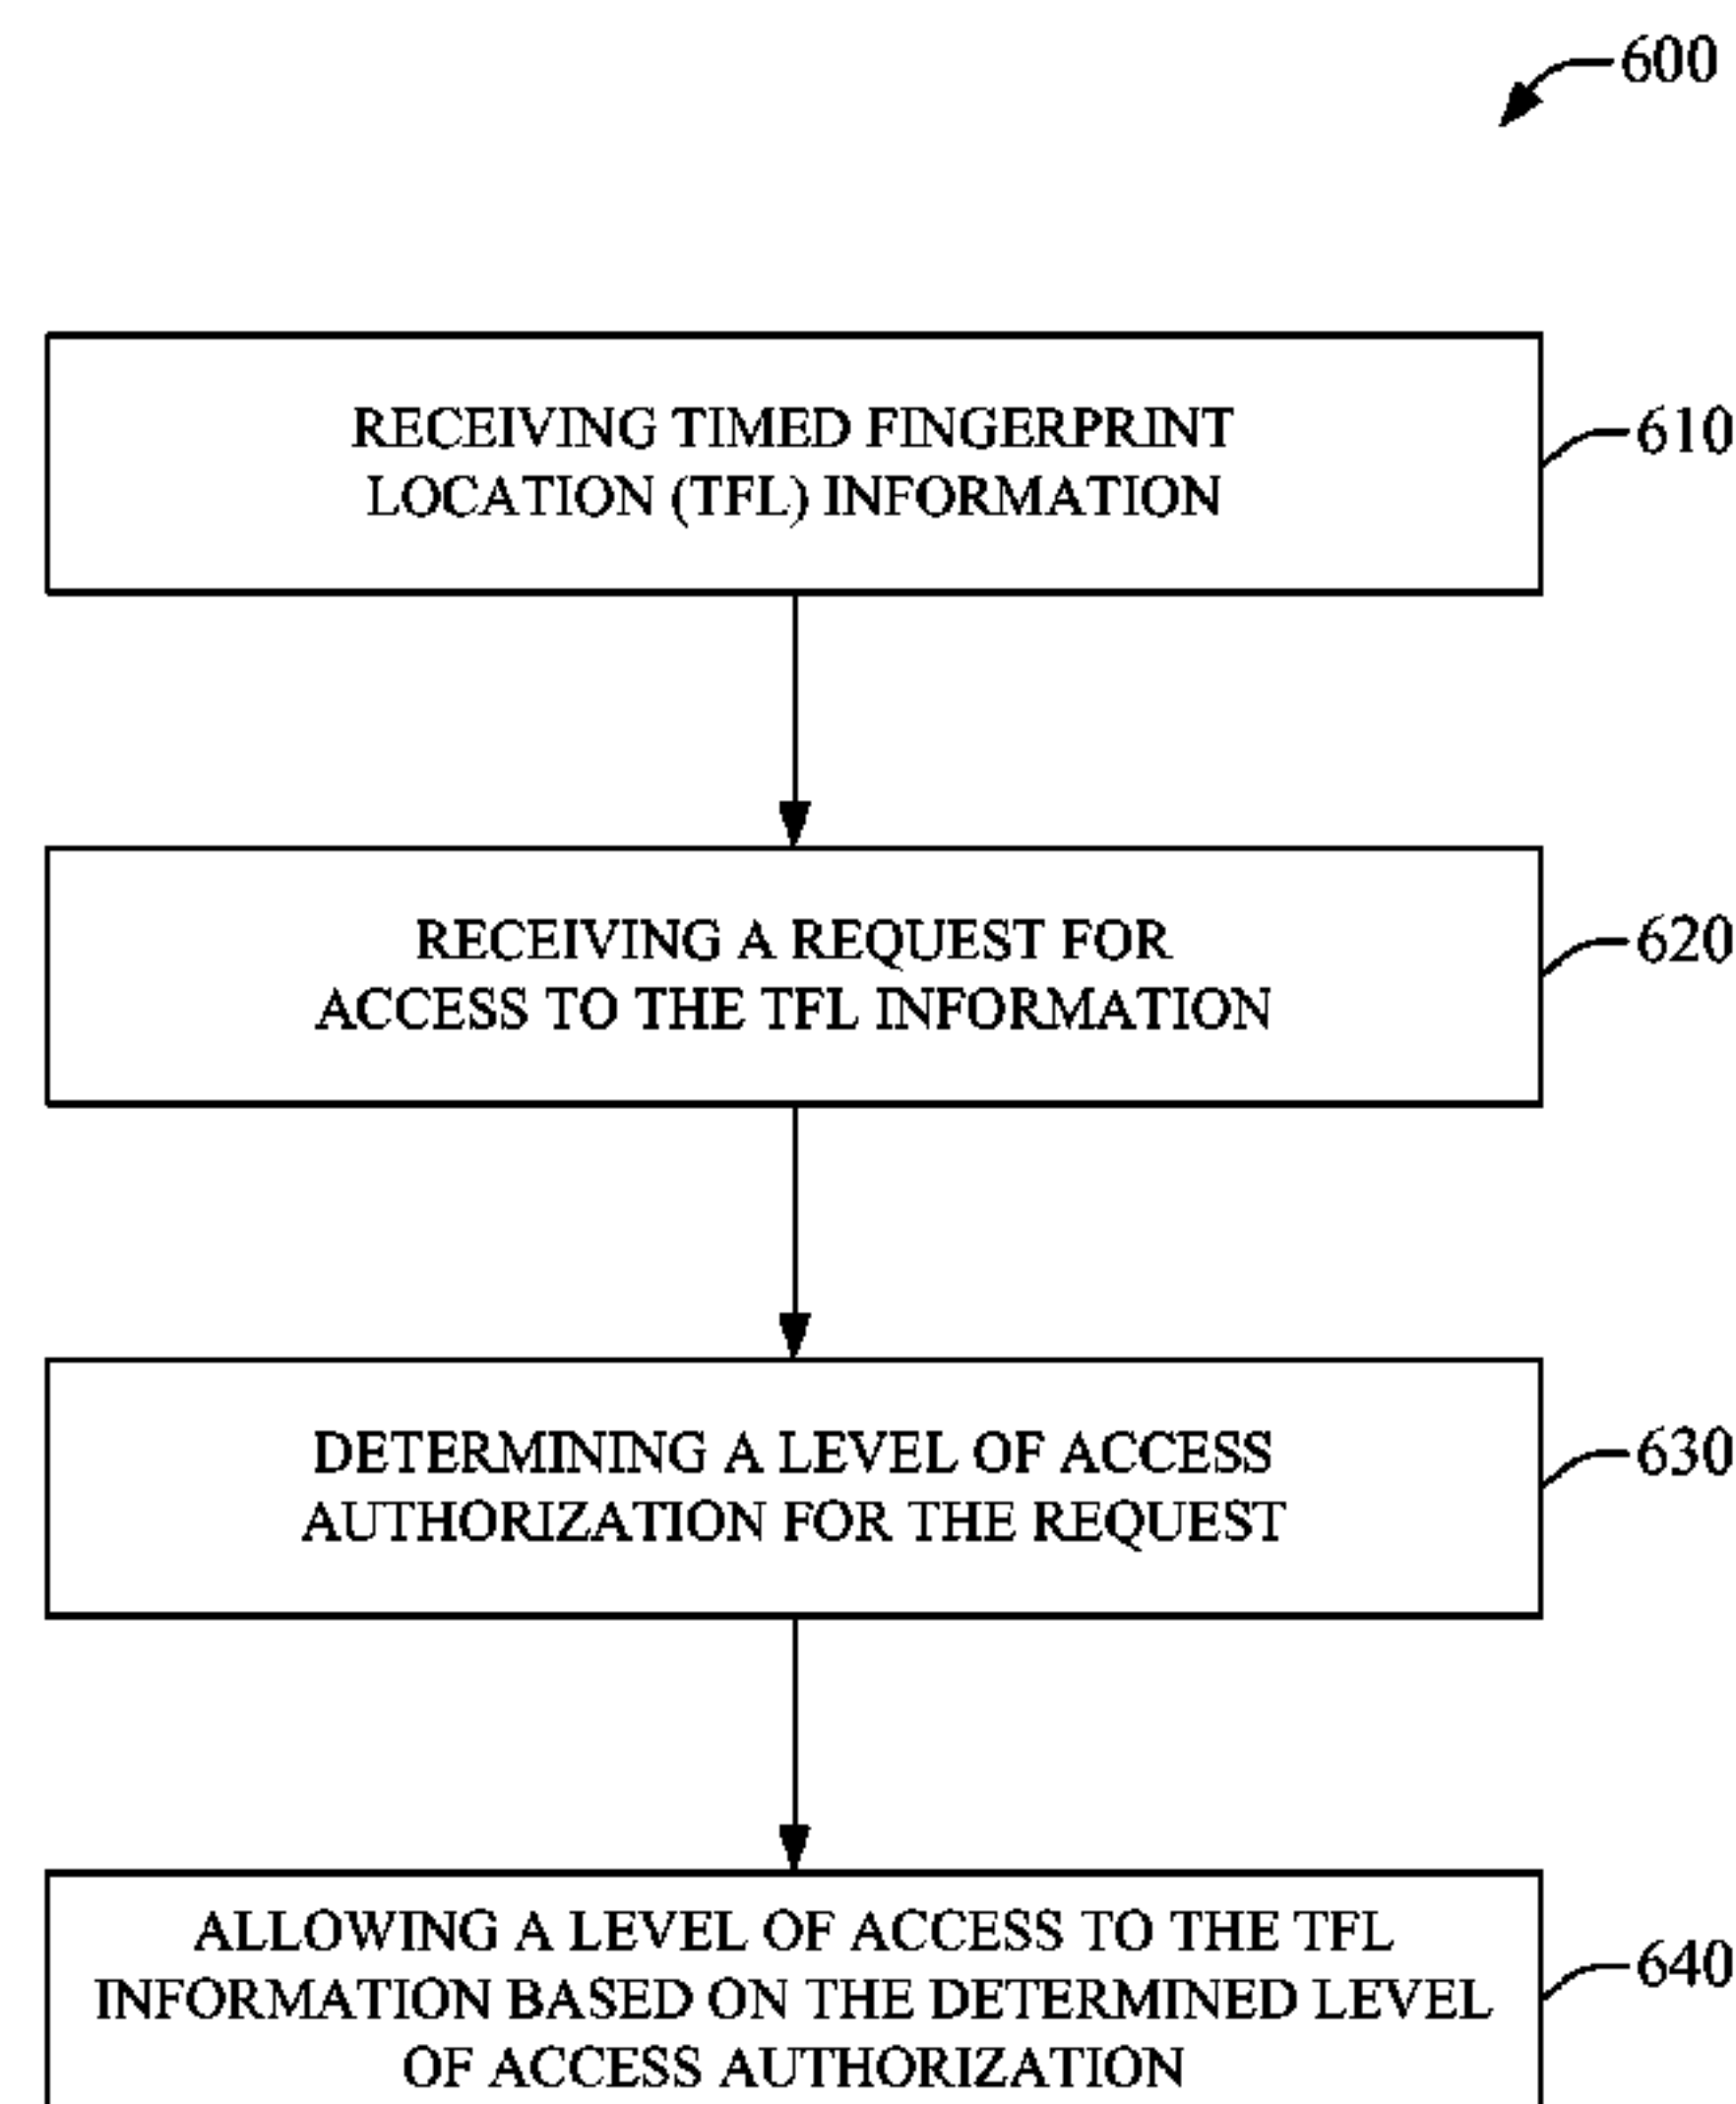 600
RECEIVING TIMED FINGERPRINT
LOCATION (TFL) INFORMATION
610
RECEIVING A REQUEST FOR
ACCESS TO THE TFL INFORMATION
620
DETERMINING A LEVEL OF ACCESS
AUTHORIZATION FOR THE REQUEST
630
ALLOWING A LEVEL OF ACCESS TO THE TFL
INFORMATION BASED ON THE DETERMINED LEVEL
OF ACCESS AUTHORIZATION
640